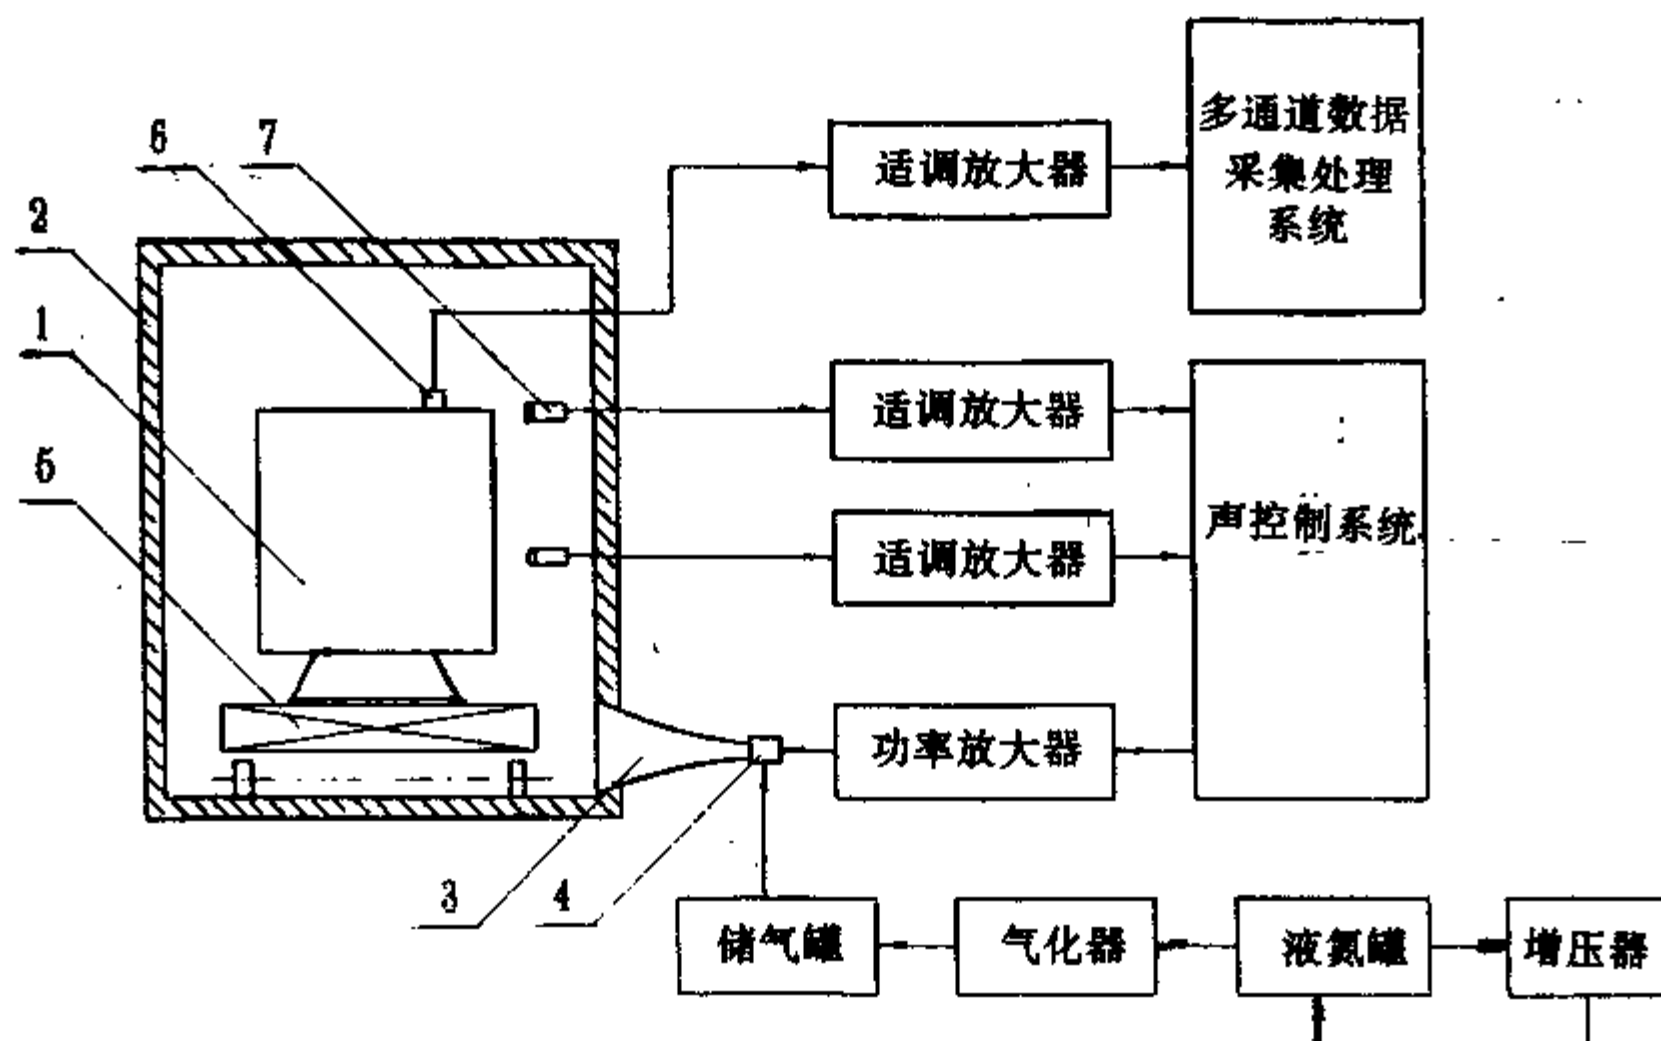 多通道数据
采集处理
系统
适调放大器
6
7
2
1
适调放大器
5
声控制系统
适调放大器
功率放大器
3
4
储气罐
气化器
液氮罐
增压器